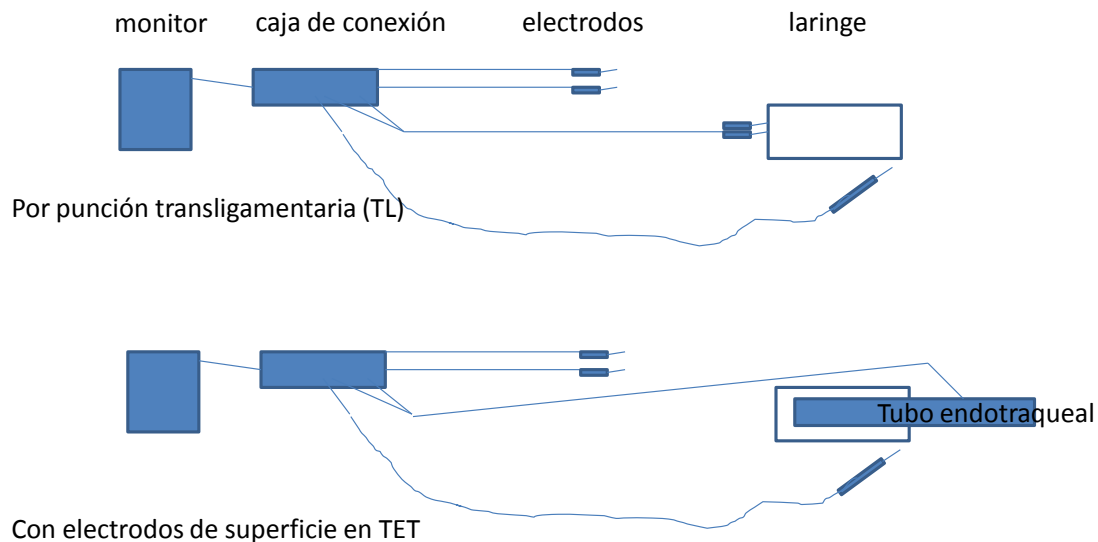 monitor
caja de conexión
electrodos
laringe
Por punción transligamentaria (TL)
Tubo endotraqueal
Con electrodos de superficie en TET